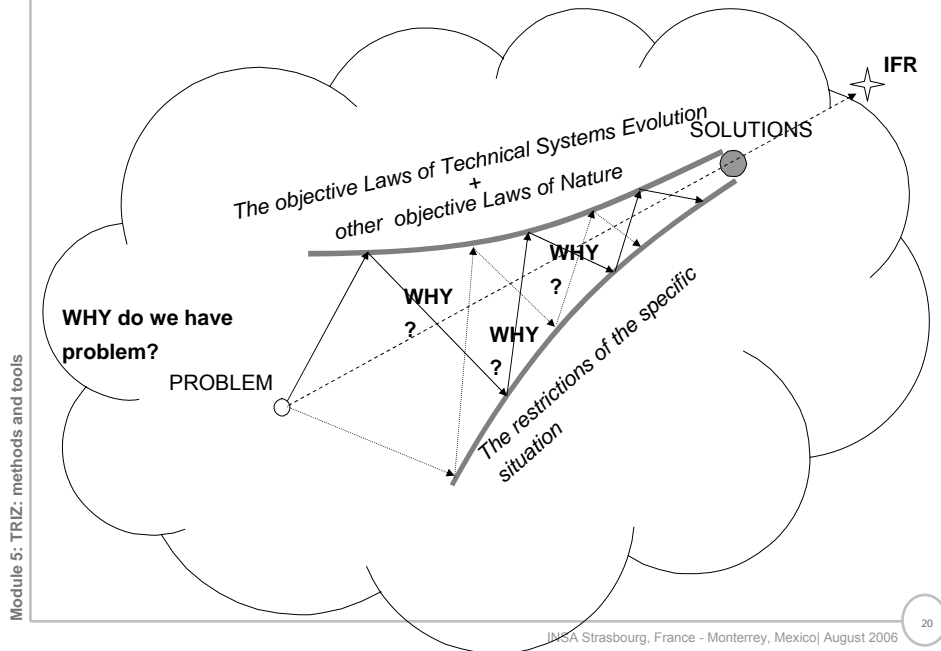 IFR
The objective Laws of Technical Systems Evolution
+
other objective Laws of Nature
SOLUTIONS
WHY do we have
problem?
PROBLEM
WHY
?
WHY
?
WHY
?
The restrictions of the specific
situation
Module 5: TRIZ: methods and tools
INSA Strasbourg, France - Monterrey, Mexico| August 2006
20